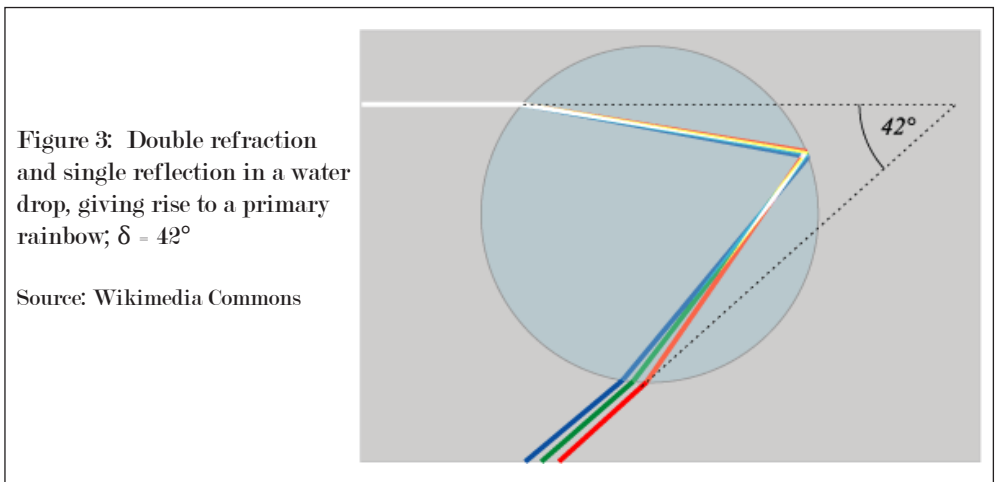 Figure 3: Double refraction
and single reflection in a water
drop, giving rise to a primary
rainbow; δ = 42°
Source: Wikimedia Commons
42°